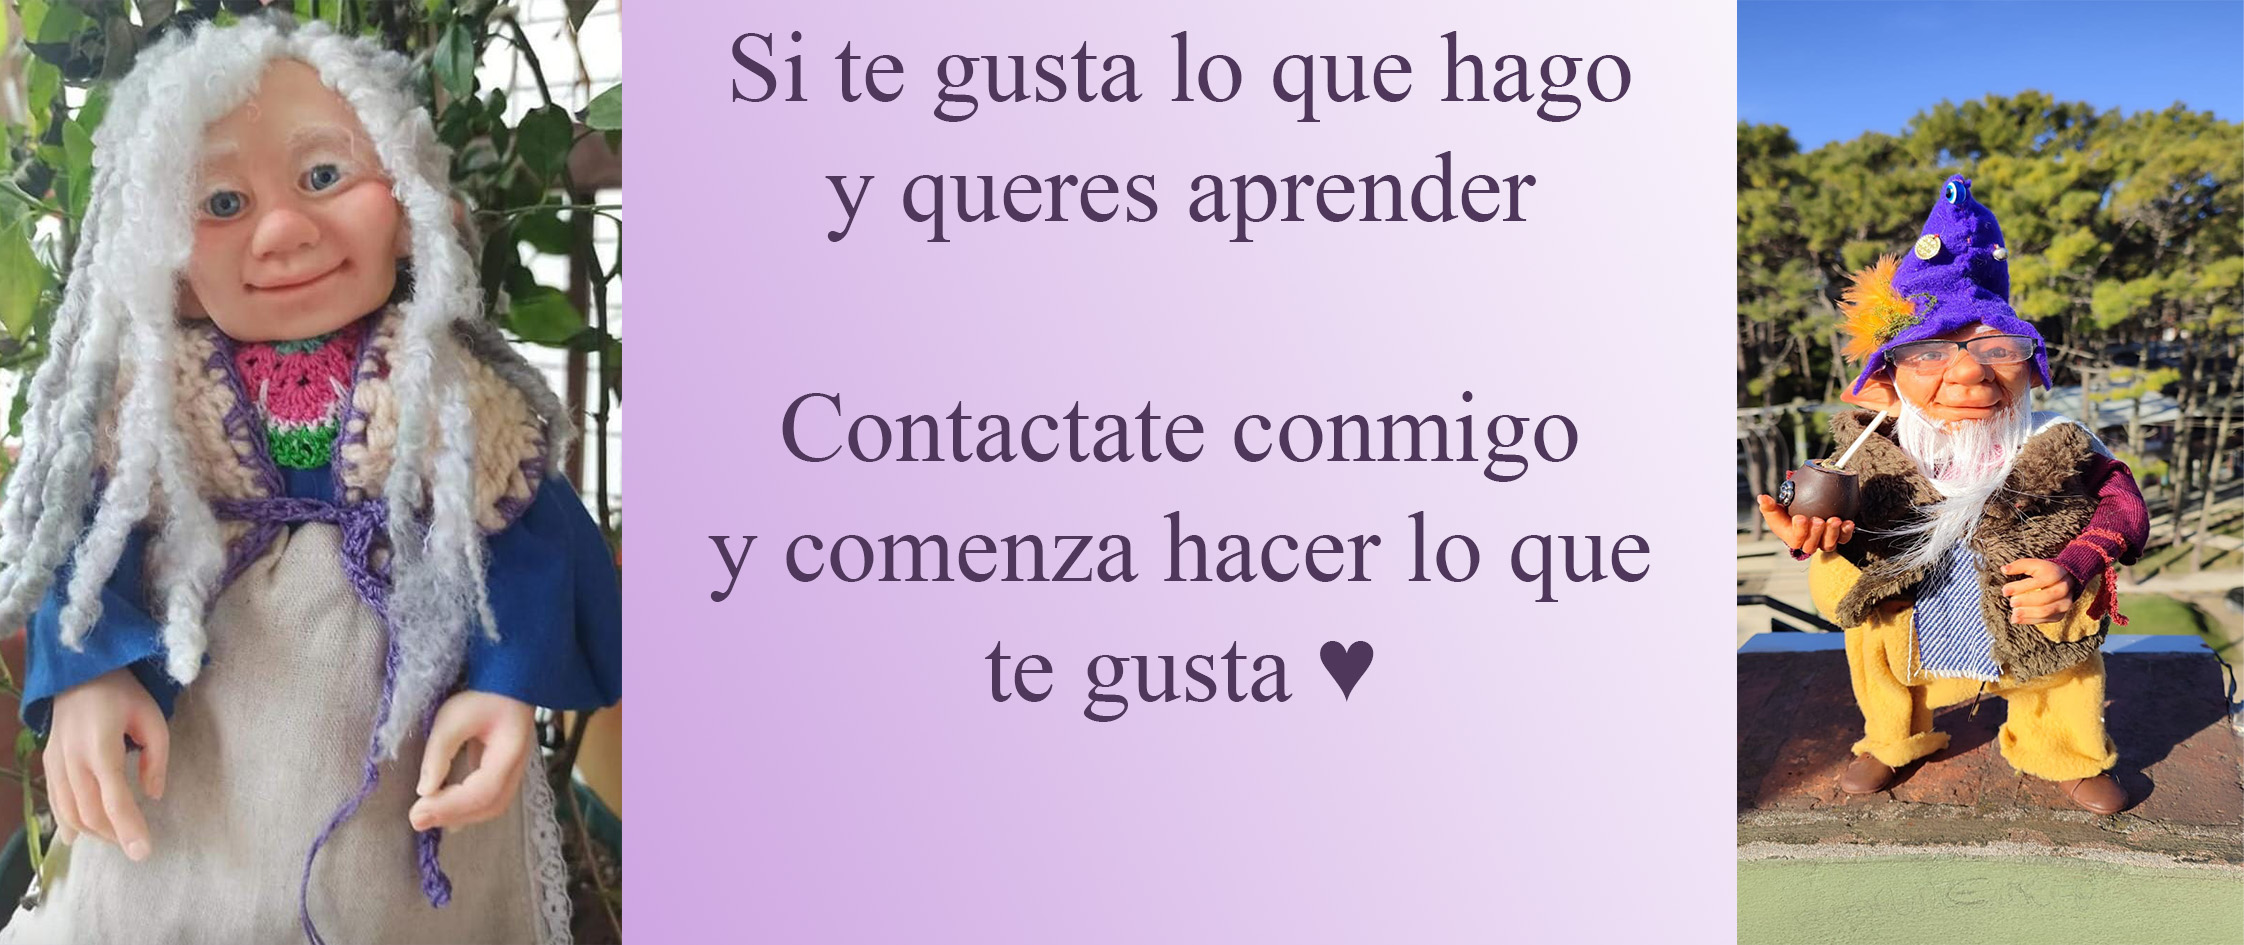 Si te gusta lo que hago
y queres aprender
Contactate conmigo
y comenza hacer lo que
te gusta ♥